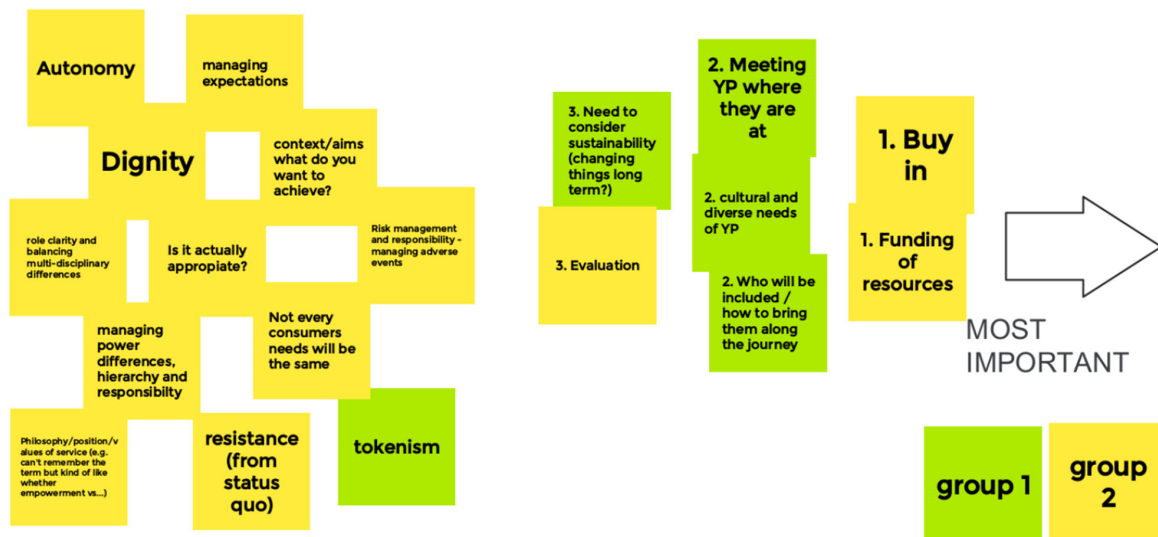 Autonomy
managing
expectations
Dignity
context/aims
what do you
want to
achieve?
role clarity and
balancing
multi-disciplinary
differences
Is it actually
appropiate?
Risk management
and responsibility -
managing adverse
events
managing
power
differences,
hierarchy and
responsibilty
Not every
consumers
needs will be
the same
Philosophy/position/v
alues of service (e.g.
can't remember the
term but kind of like
whether
empowerment vs...)
resistance
(from
status
quo)
tokenism
3. Need to
consider
sustainability
(changing
things long
term?)
3. Evaluation
2. Meeting
YP where
they are
at
2. cultural and
diverse needs
of YP
2. Who will be
included /
how to bring
them along
the journey
1. Buy
in
1. Funding
of
resources
MOST
IMPORTANT
group 1
group
2